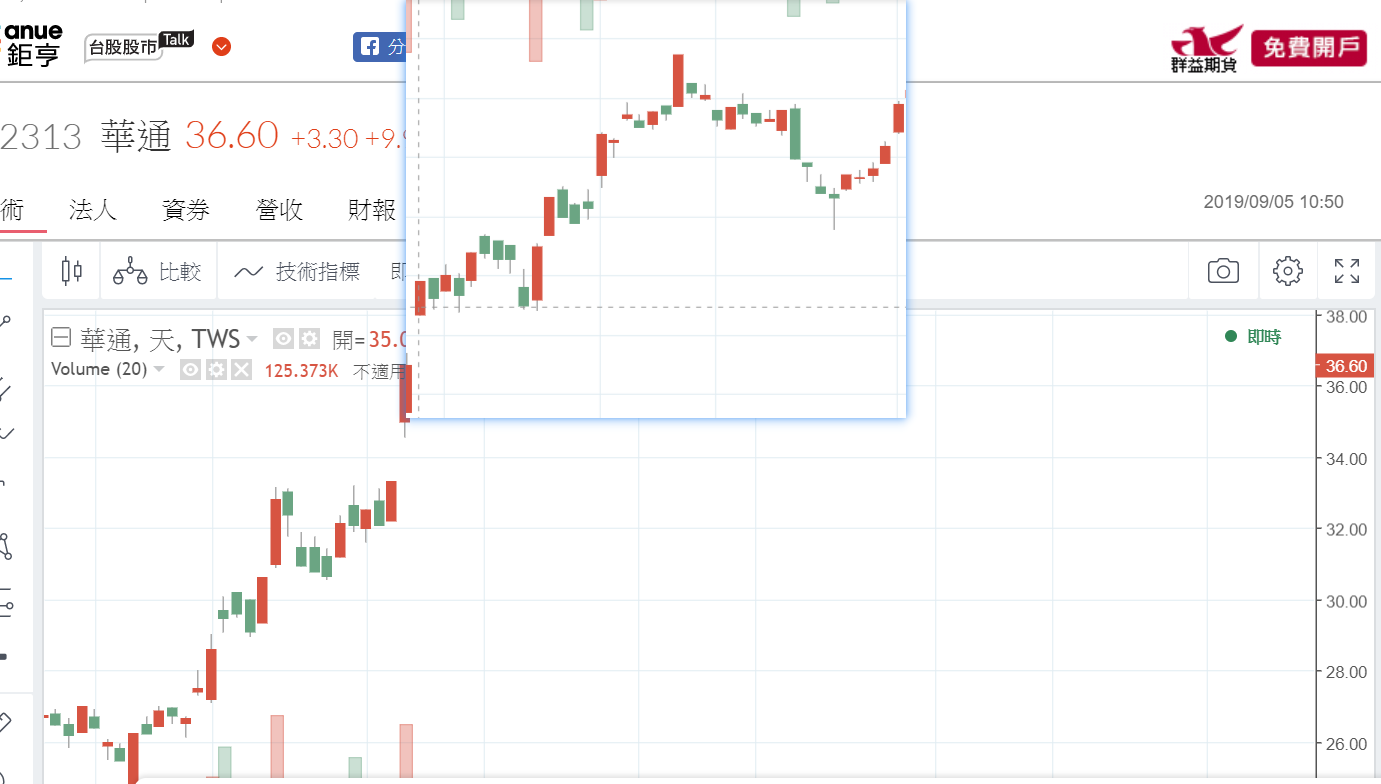 anue
鉅亨
台股股市
Talk
分
群益期貨
免費開戶
2313 華通 36.60 +3.30 +9.9
術 法人 資券 營收 財報
2019/09/05 10:50
比較 技術指標 即
華通, 天, TWS 開=35.0
即時
Volume (20) 125.373K 不適用
38.00
36.60
36.00
34.00
32.00
30.00
28.00
26.00